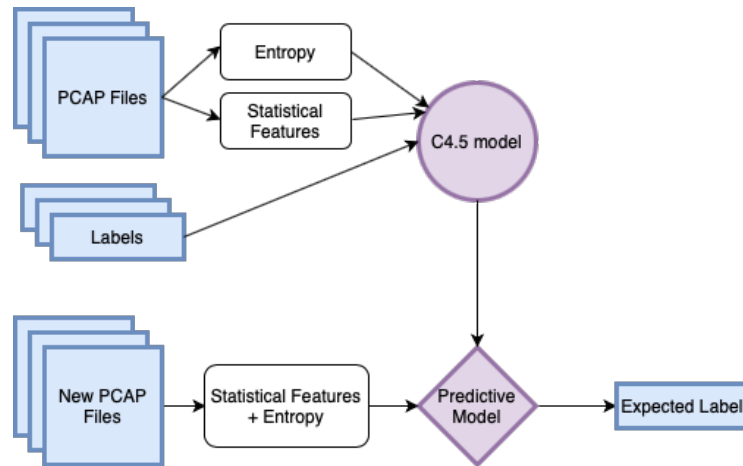 Entropy
PCAP Files
Statistical
Features
C4.5 model
Labels
New PCAP
Files
Statistical Features
+ Entropy
Predictive
Model
Expected Label